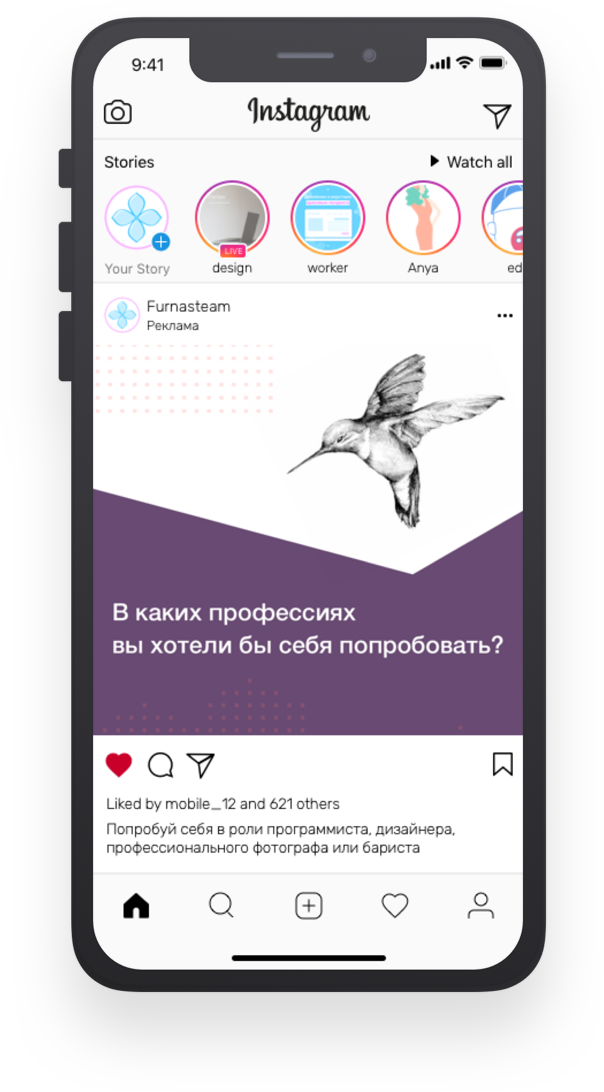 9:41
Instagram
Stories
Watch all
LIVE
Your Story
design
worker
Anya
ed
Furnasteam
Реклама
В каких профессиях
вы хотели бы себя попробовать?
Liked by mobile_12 and 621 others
Попробуй себя в роли программиста, дизайнера,
профессионального фотографа или бариста